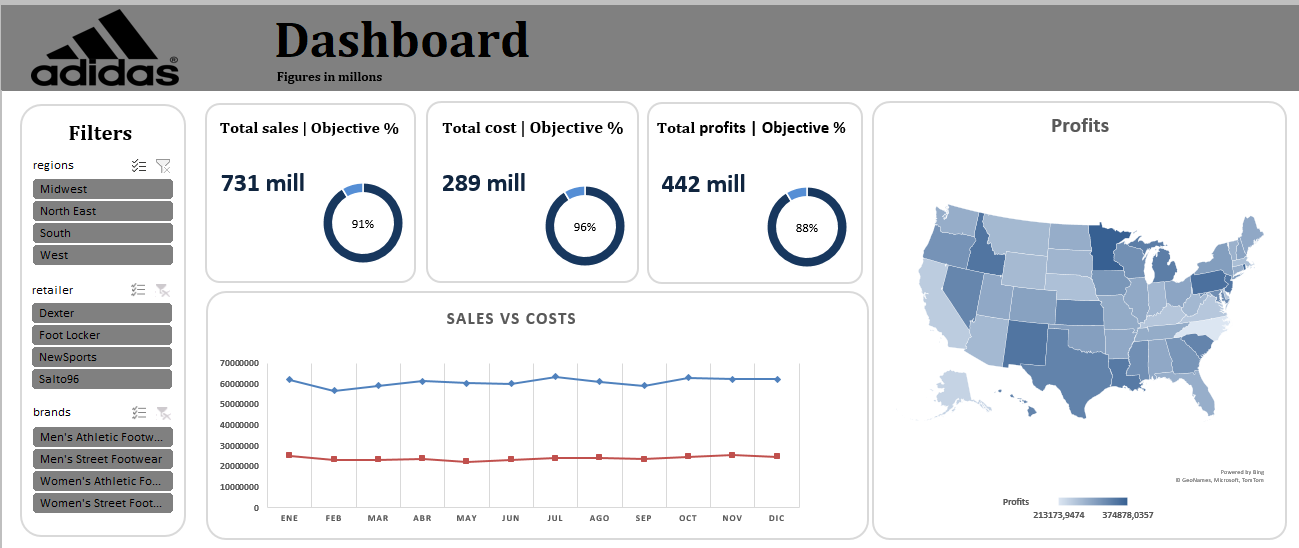 adidas®
Dashboard
Figures in millons
Filters
regions
Midwest
North East
South
West
retailer
Dexter
Foot Locker
NewSports
Salto96
brands
Men's Athletic Footw...
Men's Street Footwear
Women's Athletic Fo...
Women's Street Foot...
Total sales | Objective %
731 mill
91%
Total cost | Objective %
289 mill
96%
Total profits | Objective %
442 mill
88%
SALES VS COSTS
70000000
60000000
50000000
40000000
30000000
20000000
10000000
0
ENE FEB MAR ABR MAY JUN JUL AGO SEP OCT NOV DIC
Profits
Powered by Bing
© GeoNames, Microsoft, TomTom
Profits
213173,9474 374878,0357